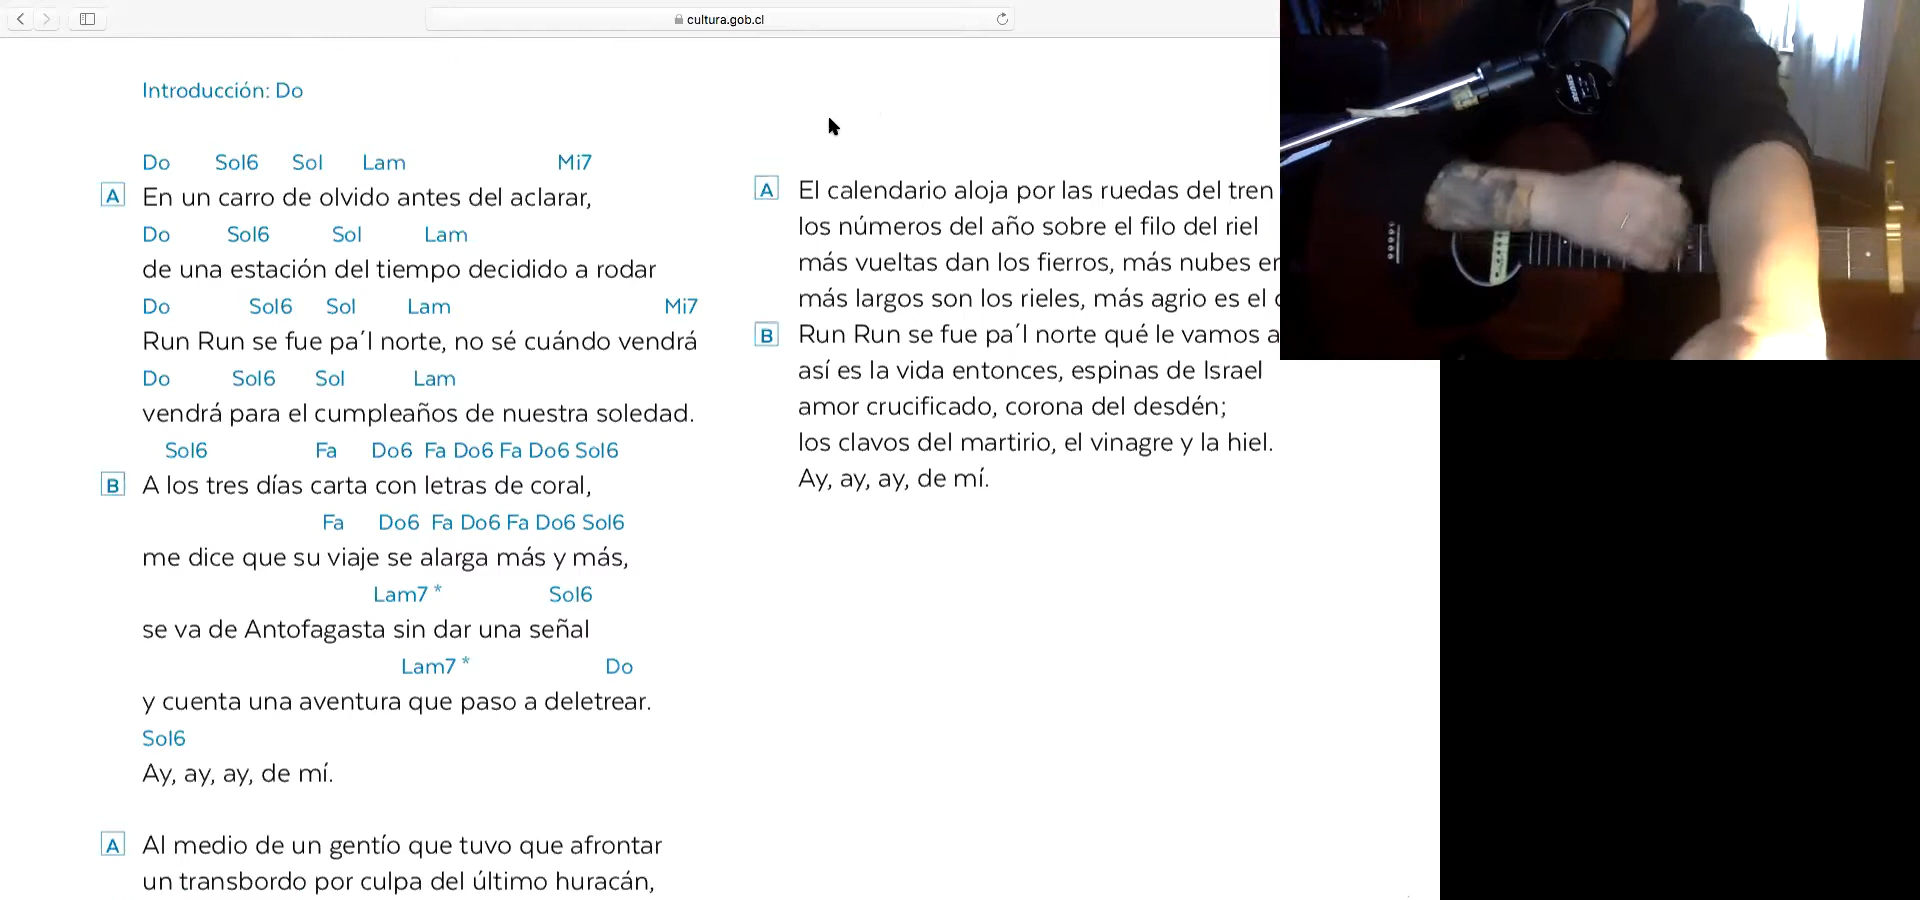 cultura.gob.cl
Introducción: Do
Do Sol6 Sol Lam Mi7
A En un carro de olvido antes del aclarar,
Do Sol6 Sol Lam
de una estación del tiempo decidido a rodar
Do Sol6 Sol Lam Mi7
Run Run se fue pa´l norte, no sé cuándo vendrá
Do Sol6 Sol Lam
vendrá para el cumpleaños de nuestra soledad.
Sol6 Fa Do6 Fa Do6 Fa Do6 Sol6
B A los tres días carta con letras de coral,
Fa Do6 Fa Do6 Fa Do6 Sol6
me dice que su viaje se alarga más y más,
Lam7 * Sol6
se va de Antofagasta sin dar una señal
Lam7 * Do
y cuenta una aventura que paso a deletrear.
Sol6
Ay, ay, ay, de mí.
A Al medio de un gentío que tuvo que afrontar
un transbordo por culpa del último huracán,
A El calendario aloja por las ruedas del tren
los números del año sobre el filo del riel
más vueltas dan los fierros, más nubes
más largos son los rieles, más agrio es el
B Run Run se fue pa´l norte qué le vamos a
así es la vida entonces, espinas de Israel
amor crucificado, corona del desdén;
los clavos del martirio, el vinagre y la hiel.
Ay, ay, ay, de mí.
SHURE